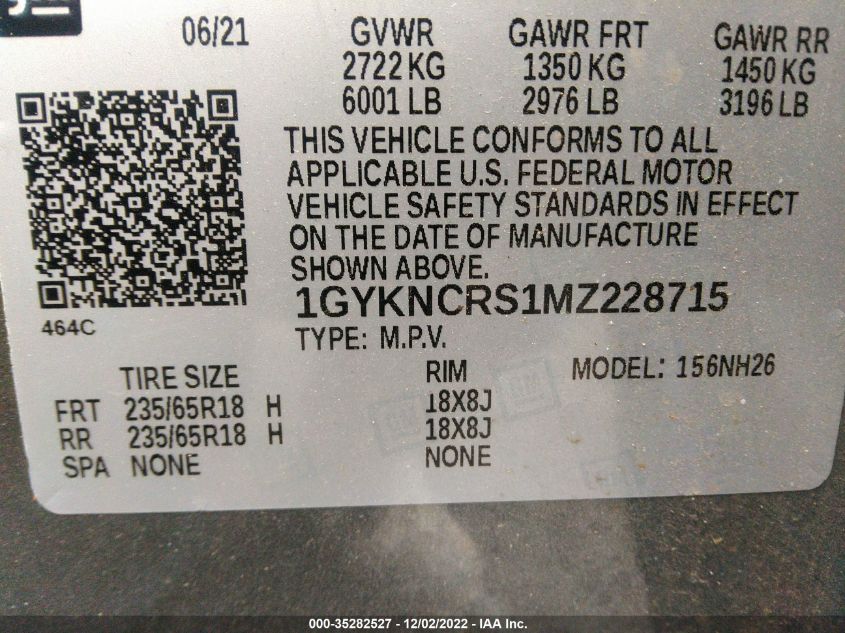 06/21 GVWR GAWR FRT GAWR RR
2722 KG 1350 KG 1450 KG
6001 LB 2976 LB 3196 LB
THIS VEHICLE CONFORMS TO ALL
APPLICABLE U.S. FEDERAL MOTOR
VEHICLE SAFETY STANDARDS IN EFFECT
ON THE DATE OF MANUFACTURE
SHOWN ABOVE.
1GYKNCRS1MZ228715
464C
TYPE: M.P.V.
TIRE SIZE RIM MODEL: 156NH26
FRT 235/65R18 H 18X8J
RR 235/65R18 H 18X8J
SPA NONE NONE
GM
GM
000-35282527 - 12/02/2022 - IAA Inc.